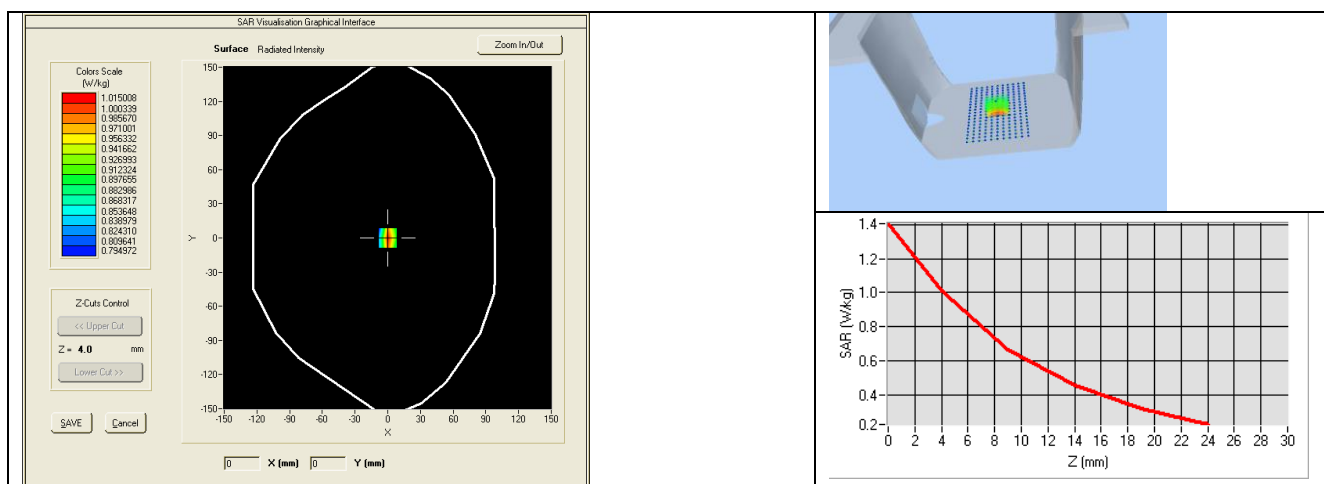 SAR Visualisation Graphical Interface
Surface Radiated Intensity
Zoom In/Out
Colors Scale
(W/kg)
1.015008
1.000339
0.985670
0.971001
0.956332
0.941662
0.926993
0.912324
0.897655
0.882986
0.868317
0.853648
0.838979
0.824310
0.809641
0.794972
Z-Cuts Control
<< Upper Cut
Z = 4.0 mm
Lower Cut >>
SAVE Cancel
150
120
90
60
30
0
-30
-60
-90
-120
-150
Y
-150 -120 -90 -60 -30 0 30 60 90 120 150
X
0 X (mm) 0 Y (mm)
1.4
1.2
1.0
0.8
0.6
0.4
0.2
SAR (W/kg)
0 2 4 6 8 10 12 14 16 18 20 22 24 26 28 30
Z (mm)